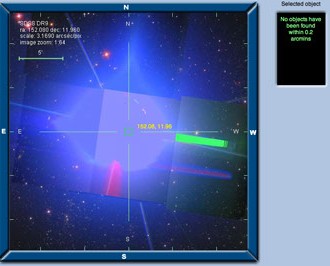 Selected object
N
SDSS DR9
ra: 152.080 dec: 11.960
scale: 3.1690 arcsec/pix
image zoom: 1:94
5'
N
No objects have
been found
within 0.2
arcmins
152.08, 11.96
E
E
W
W
S
S